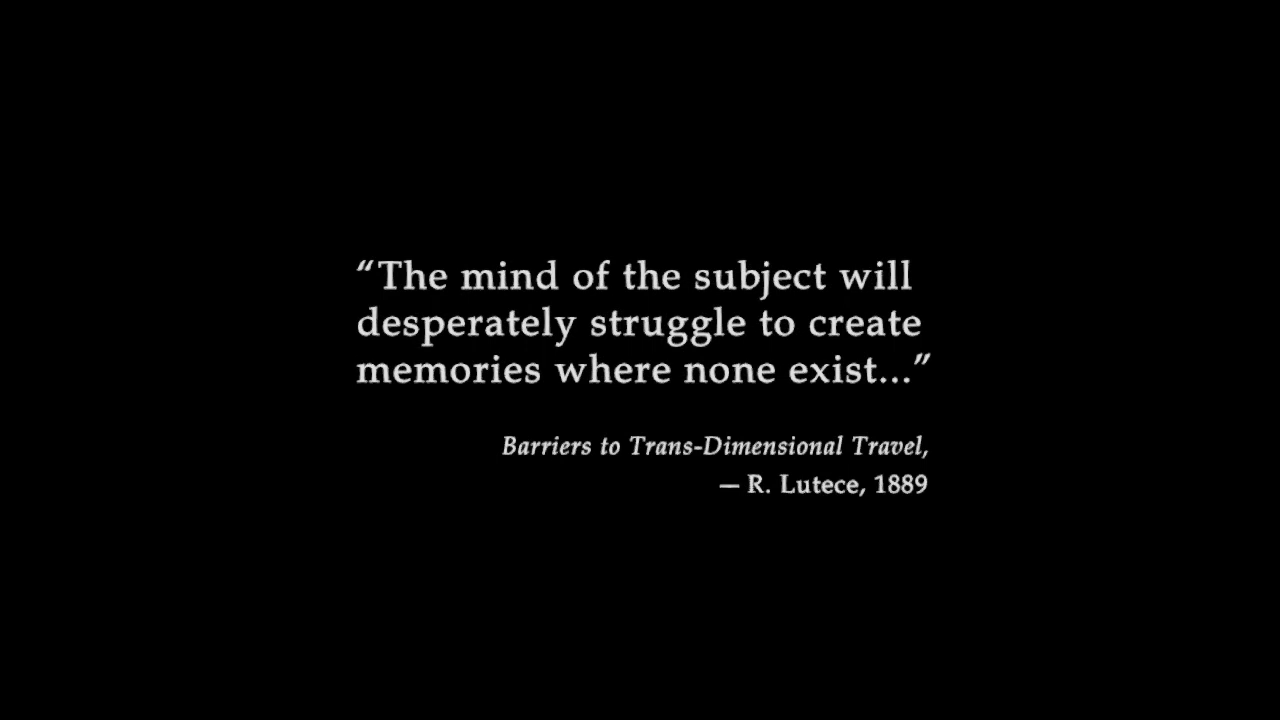 “The mind of the subject will
desperately struggle to create
memories where none exist...”
Barriers to Trans-Dimensional Travel,
— R. Lutece, 1889